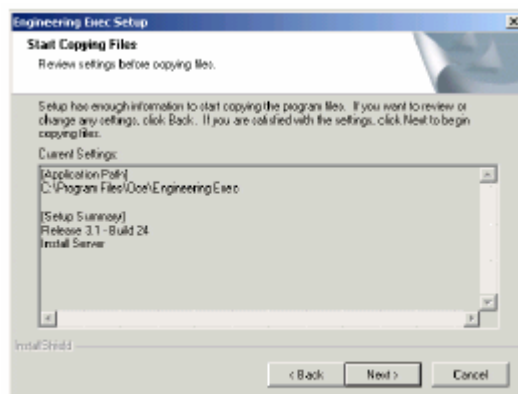 Engineering Exec Setup
Start Copying Files
Review settings before copying files.
Setup has enough information to start copying the program files. If you want to review or
change any settings, click Back. If you are satisfied with the settings, click Next to begin
copying files.
Current Settings:
[Application Path]
C:\Program Files\Oce\Engineering Exec
[Setup Summary]
Release 3.1 - Build 24
Install Server
InstallShield
< Back
Next >
Cancel